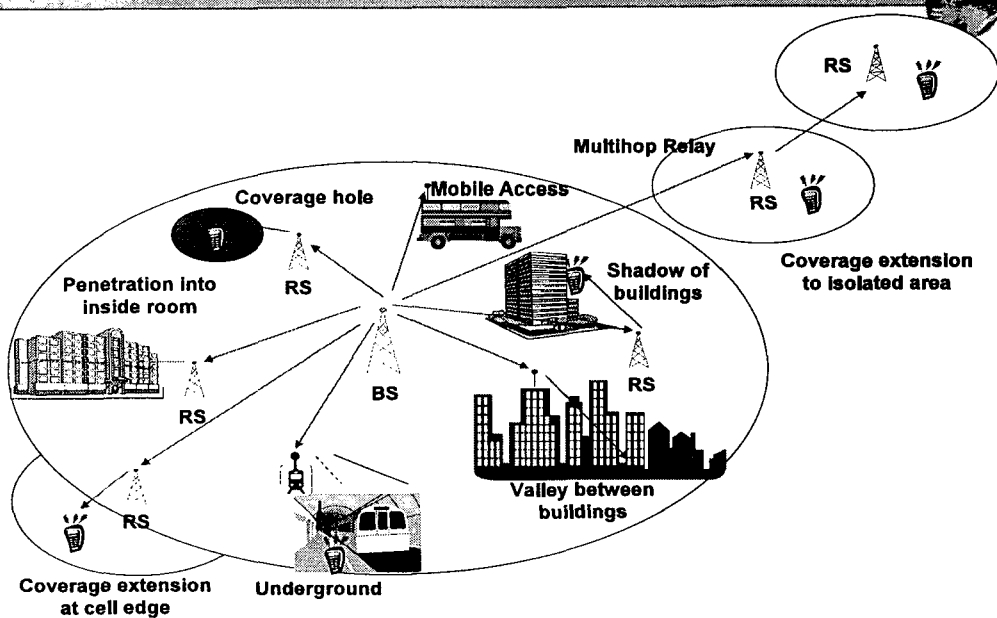 RS
Multihop Relay
RS
Coverage extension
to isolated area
Coverage hole
Mobile Access
RS
Penetration into
inside room
Shadow of
buildings
RS
BS
RS
Valley between
buildings
RS
Coverage extension
at cell edge
Underground